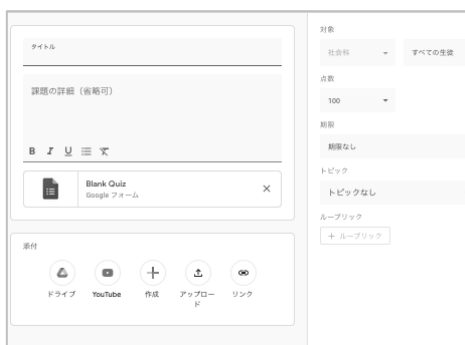 タイトル
課題の詳細（省略可）
B I U
Blank Quiz
Google フォーム
添付
ドライブ
YouTube
作成
アップロー
ド
リンク
対象
社会科
すべての生徒
点数
100
期限
期限なし
トピック
トピックなし
ルーブリック
+ ルーブリック